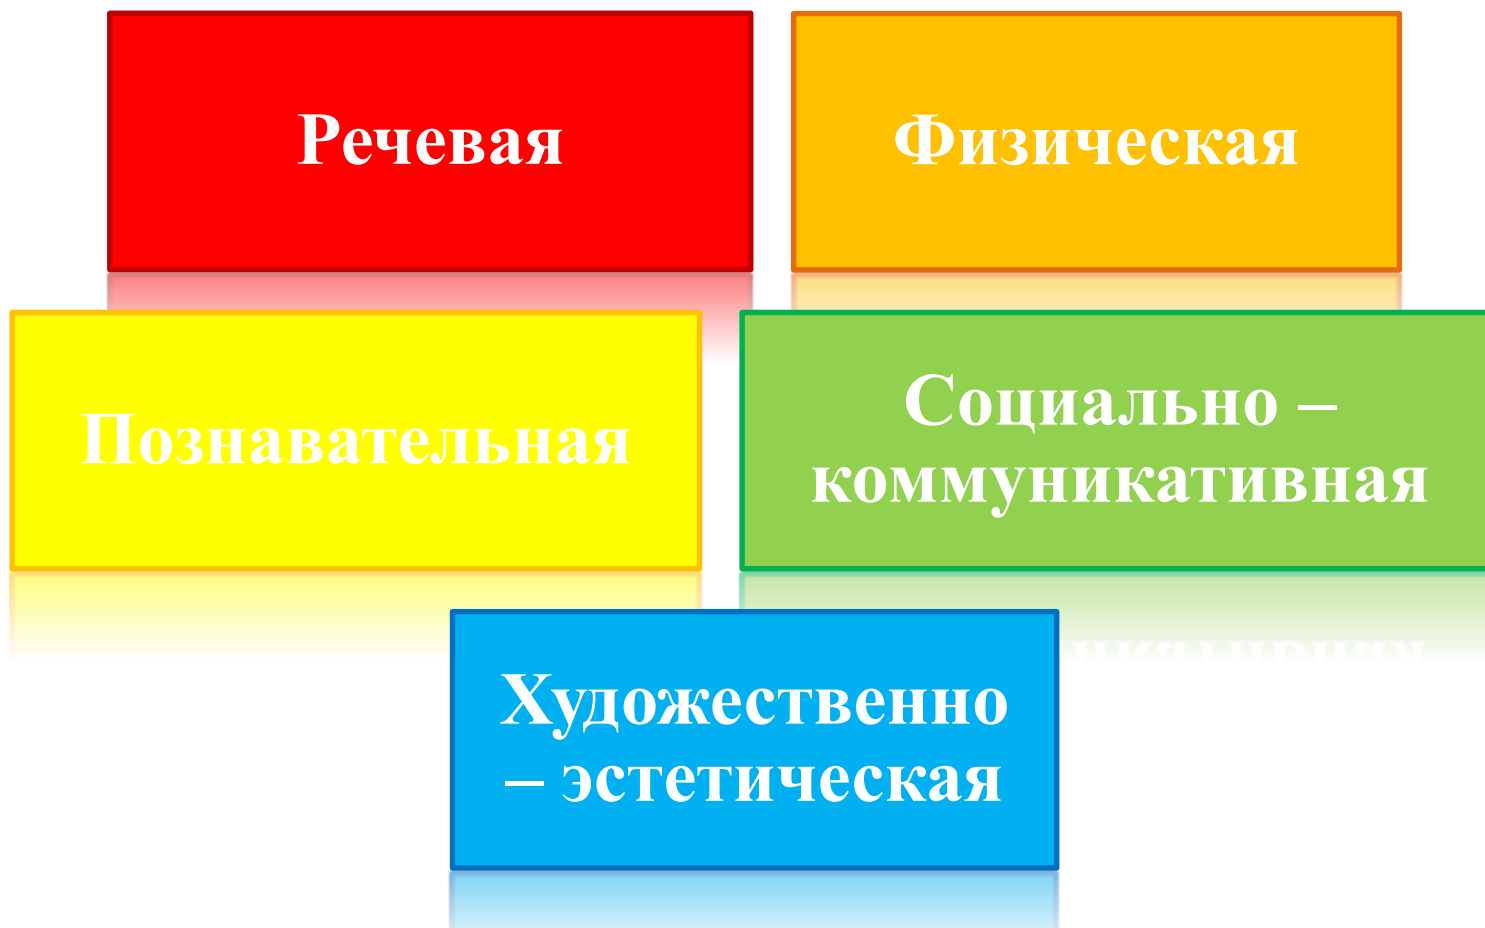 Речевая
Физическая
Познавательная
Социально –
коммуникативная
Художественно
– эстетическая